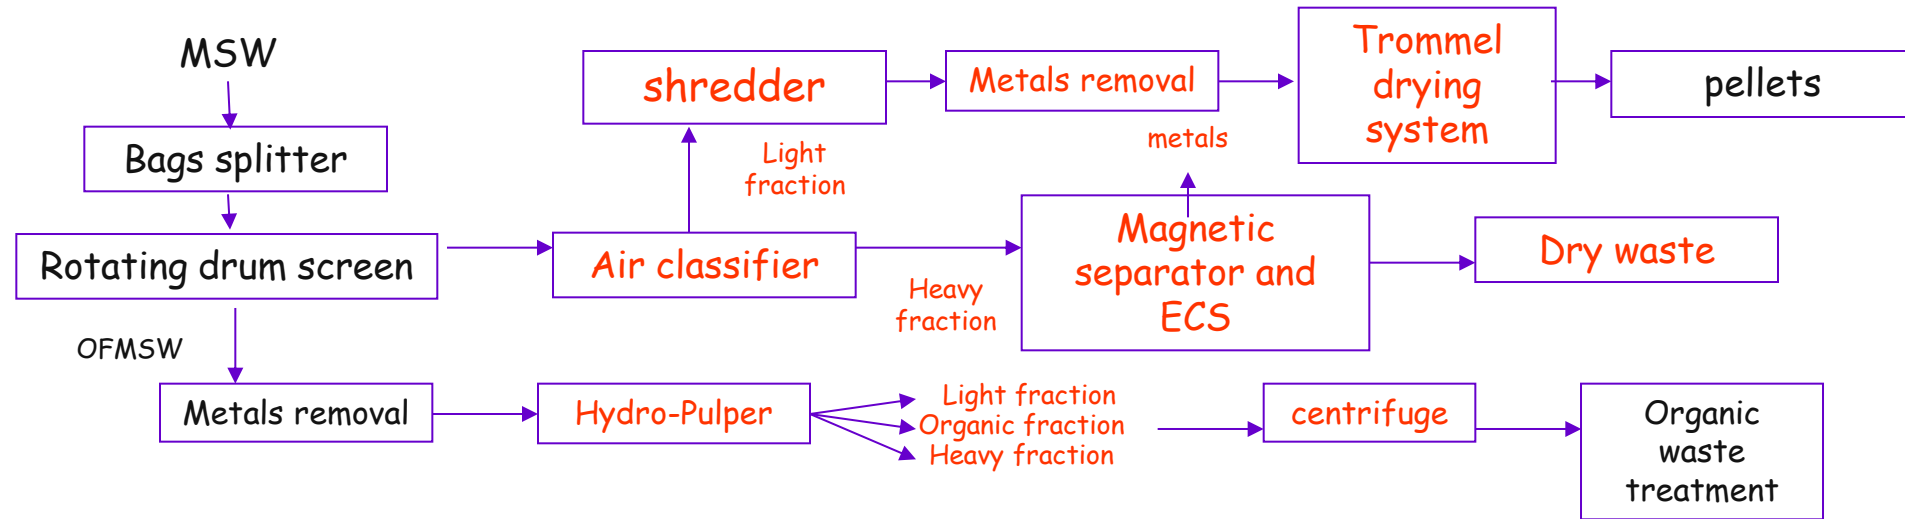 MSW
Bags splitter
Rotating drum screen
OFMSW
shredder
Metals removal
Trommel
drying
system
pellets
Light
fraction
metals
Air classifier
Heavy
fraction
Magnetic
separator and
ECS
Dry waste
Metals removal
Hydro-Pulper
Light fraction
Organic fraction
Heavy fraction
centrifuge
Organic
waste
treatment